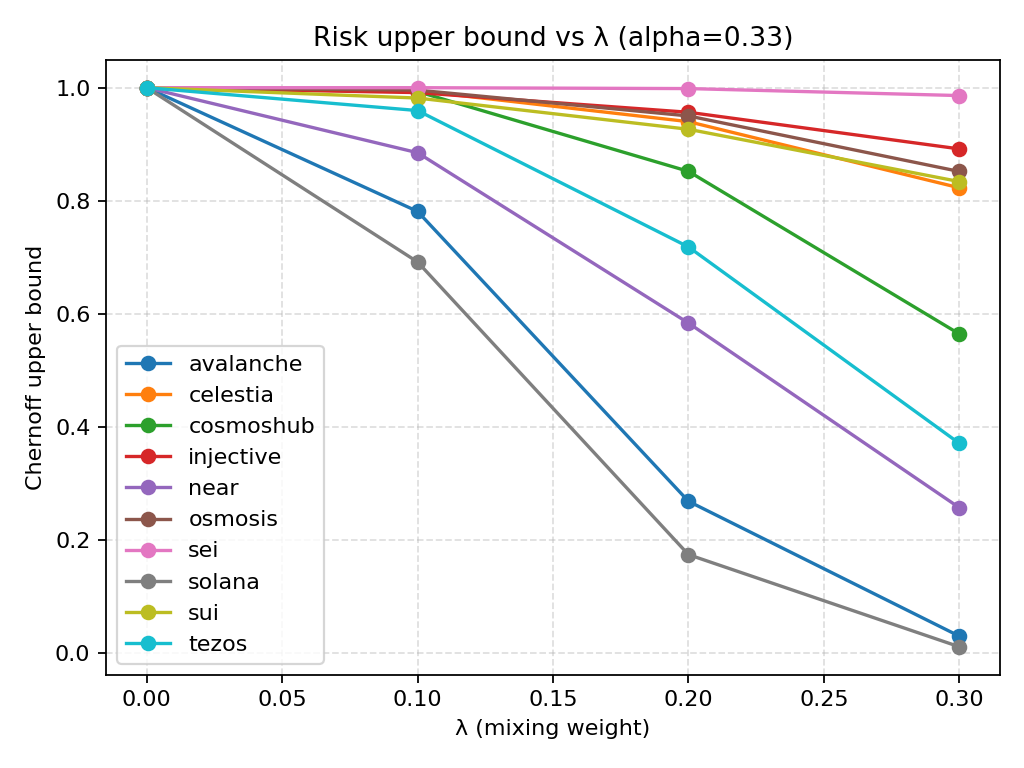 Risk upper bound vs λ (alpha=0.33)
Chernoff upper bound
1.0
0.8
0.6
0.4
0.2
0.0
avalanche
celestia
cosmoshub
injective
near
osmosis
sei
solana
sui
tezos
0.00 0.05 0.10 0.15 0.20 0.25 0.30
λ (mixing weight)